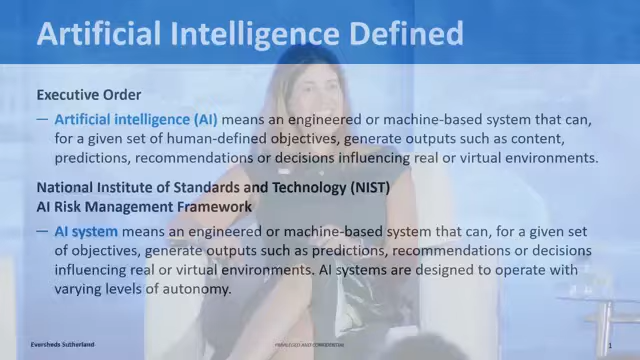 Artificial Intelligence Defined
Executive Order
— Artificial intelligence (AI) means an engineered or machine-based system that can,
for a given set of human-defined objectives, generate outputs such as content,
predictions, recommendations or decisions influencing real or virtual environments.
National Institute of Standards and Technology (NIST)
AI Risk Management Framework
— AI system means an engineered or machine-based system that can, for a given set
of objectives, generate outputs such as predictions, recommendations or decisions
influencing real or virtual environments. AI systems are designed to operate with
varying levels of autonomy.
Eversheds Sutherland
AND CONFIDENTIAL
1